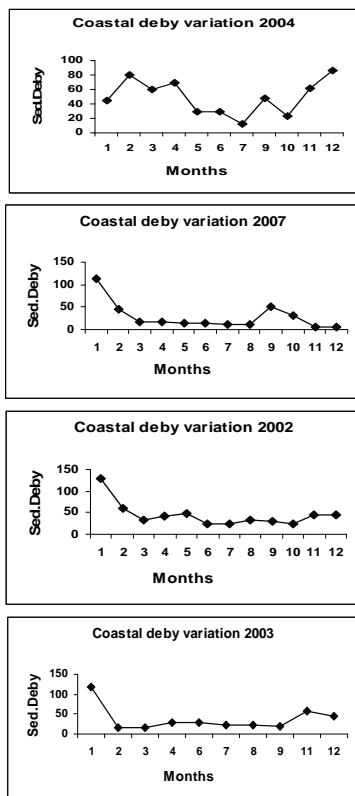 Coastal deby variation 2004
Sed.Deby
100
80
60
40
20
0
1 2 3 4 5 7 9 10 11 12
Months
Coastal deby variation 2007
Sed.Deby
150
100
50
0
1 2 3 4 5 6 7 8 9 10 11 12
Months
Coastal deby variation 2002
Sed.Deby
150
100
50
0
1 2 3 4 5 6 7 8 9 10 11 12
Months
Coastal deby variation 2003
Sed.Deby
150
100
50
0
1 2 3 4 6 7 8 9 11 12
Months